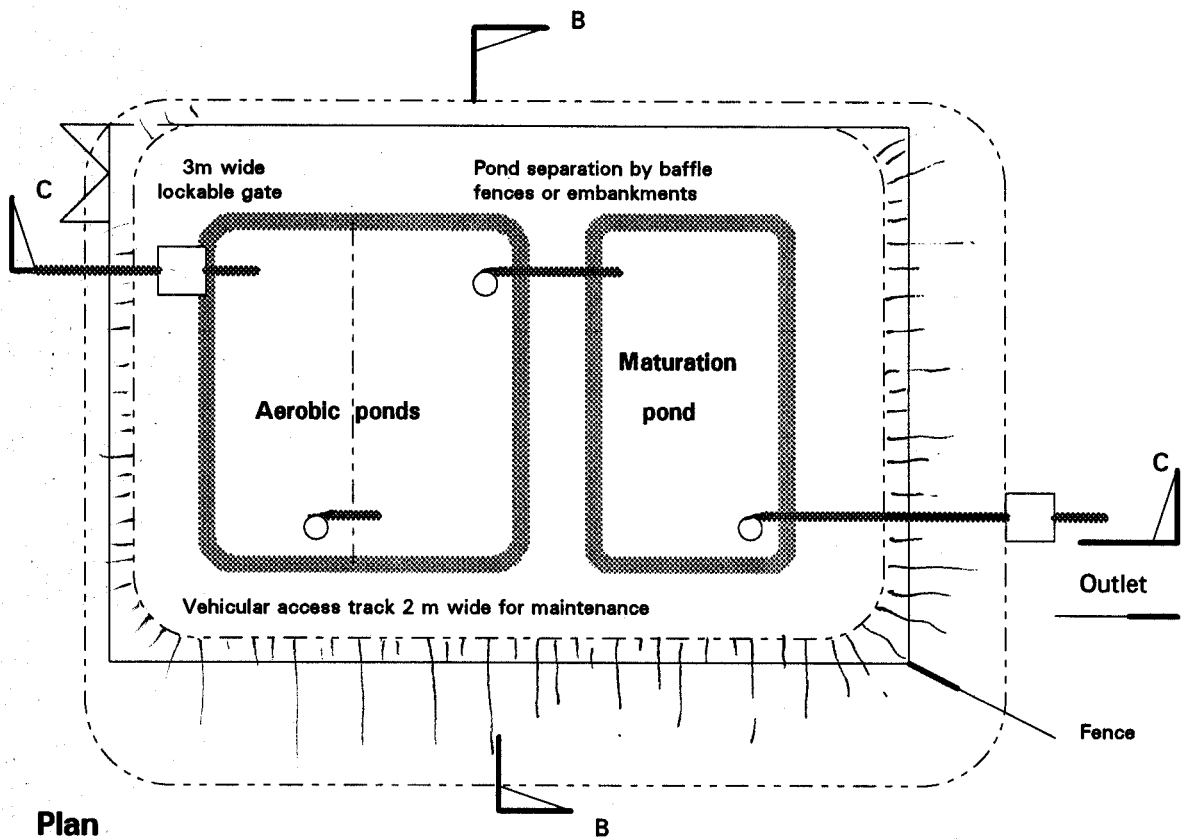 B
3m wide
lockable gate
Pond separation by baffle
fences or embankments
C
Maturation
pond
Aerobic ponds
C
Outlet
Vehicular access track 2 m wide for maintenance
Fence
Plan
B